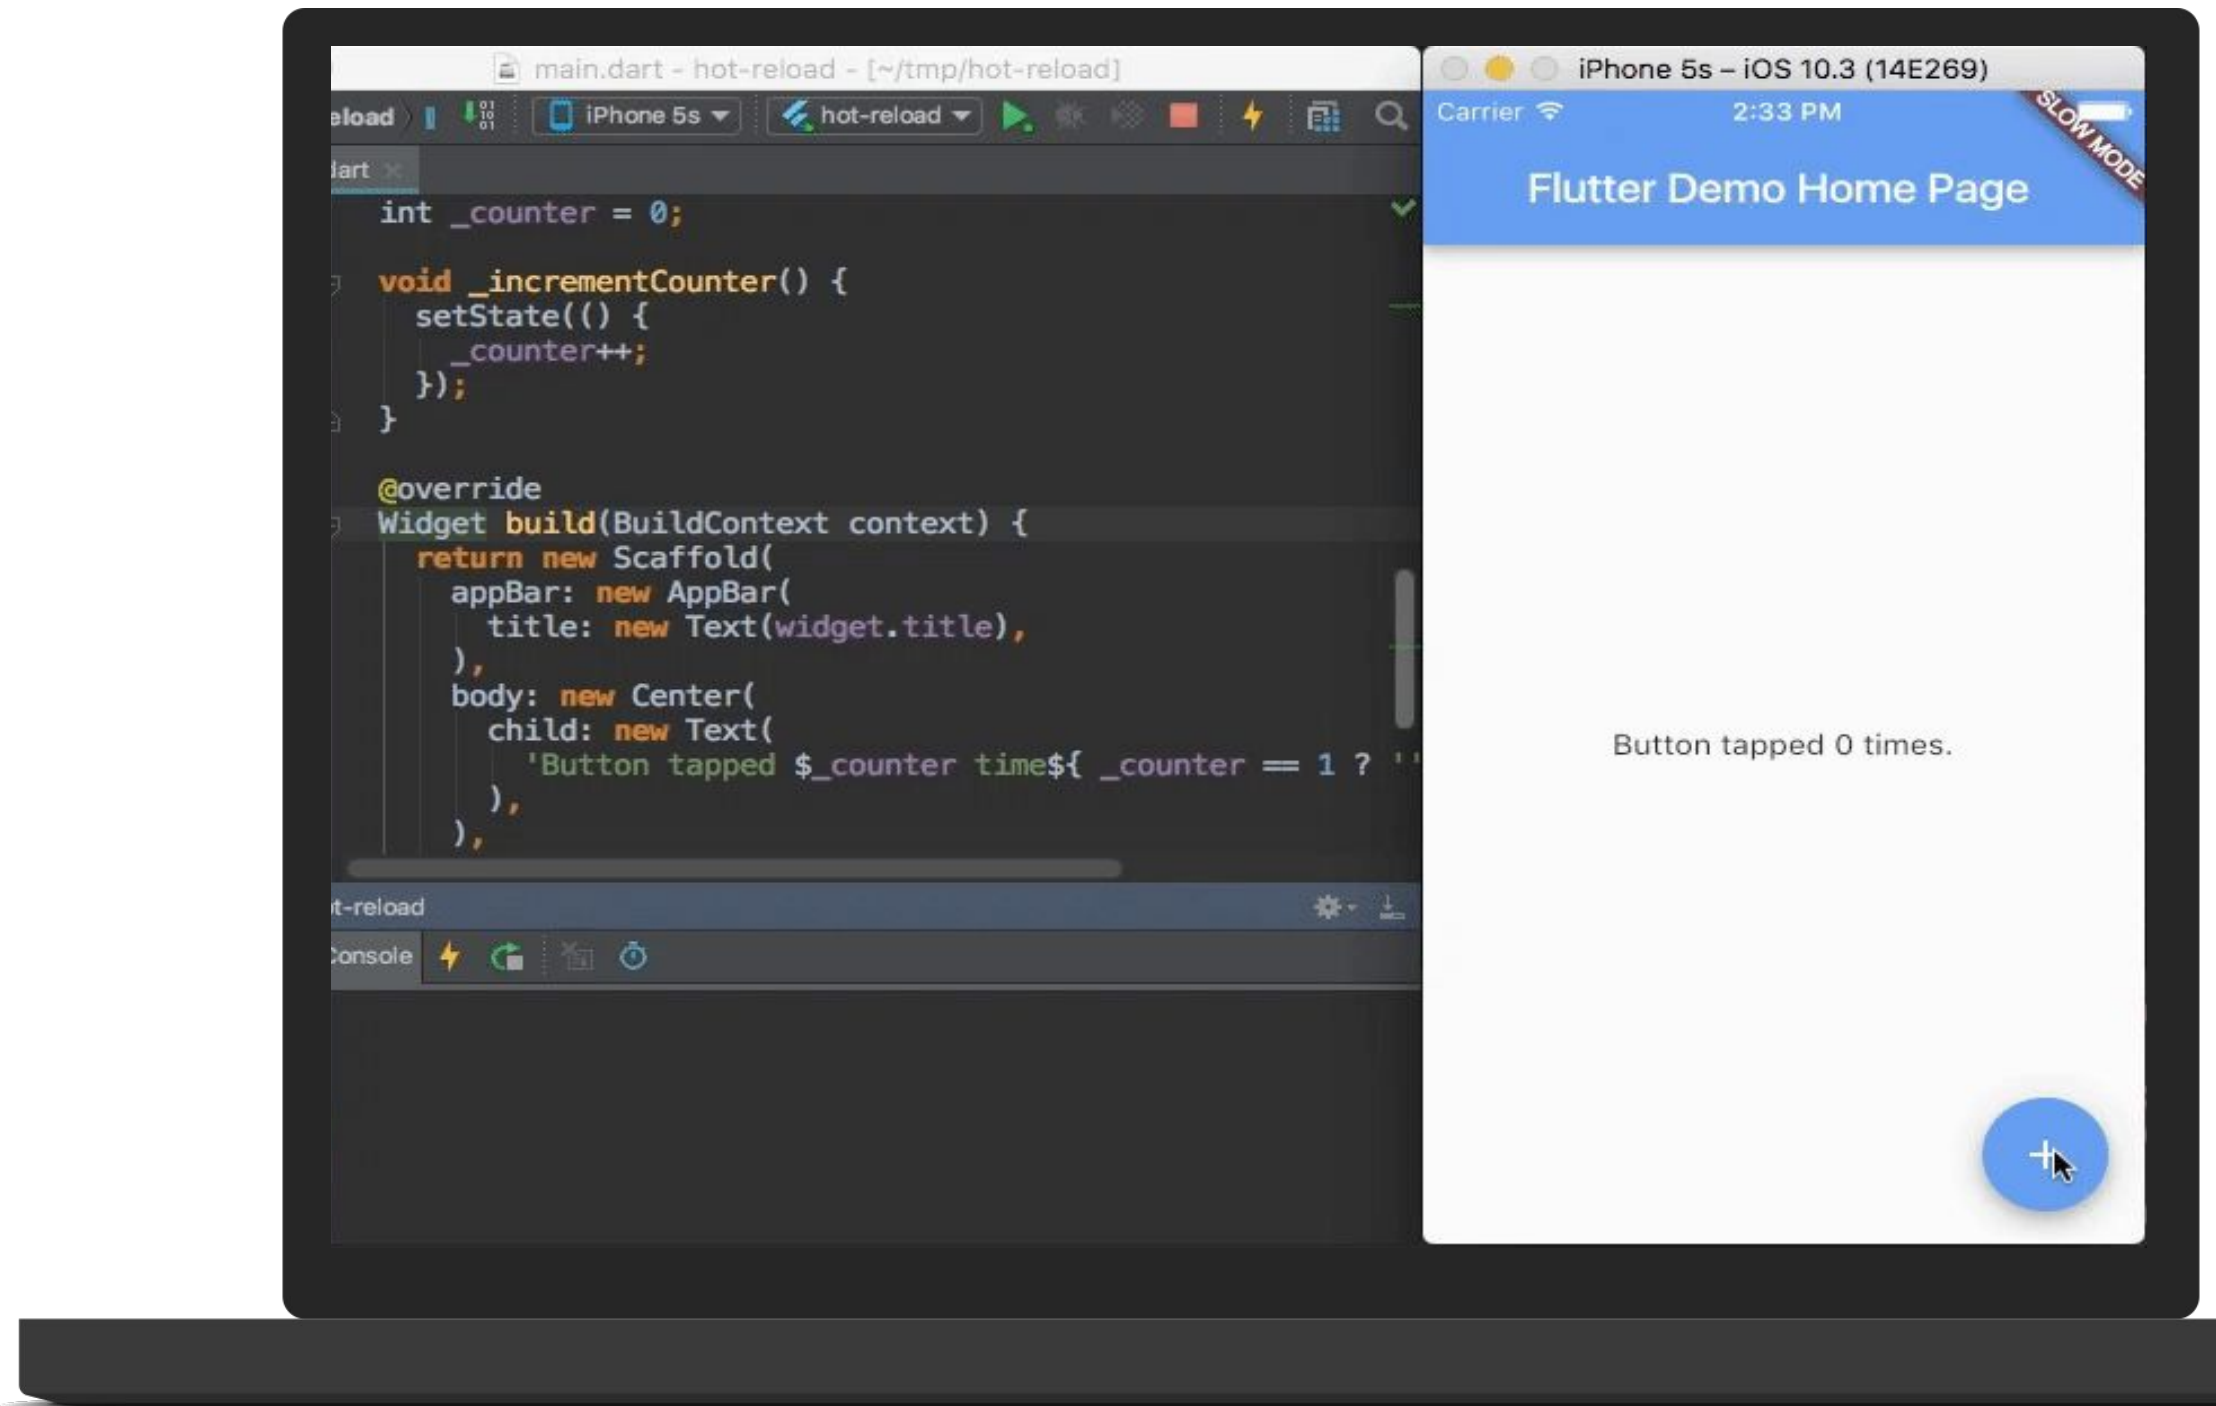 main.dart - hot-reload - [~/tmp/hot-reload]
eload
iPhone 5s
hot-reload
dart
int _counter = 0;
void _incrementCounter() {
setState(() {
_counter++;
});
}
@override
Widget build(BuildContext context) {
return new Scaffold(
appBar: new AppBar(
title: new Text(widget.title),
),
body: new Center(
child: new Text(
'Button tapped $_counter time${ _counter == 1 ? ''
),
),
t-reload
Console
iPhone 5s – iOS 10.3 (14E269)
Carrier
2:33 PM
SLOW MODE
Flutter Demo Home Page
Button tapped 0 times.
+